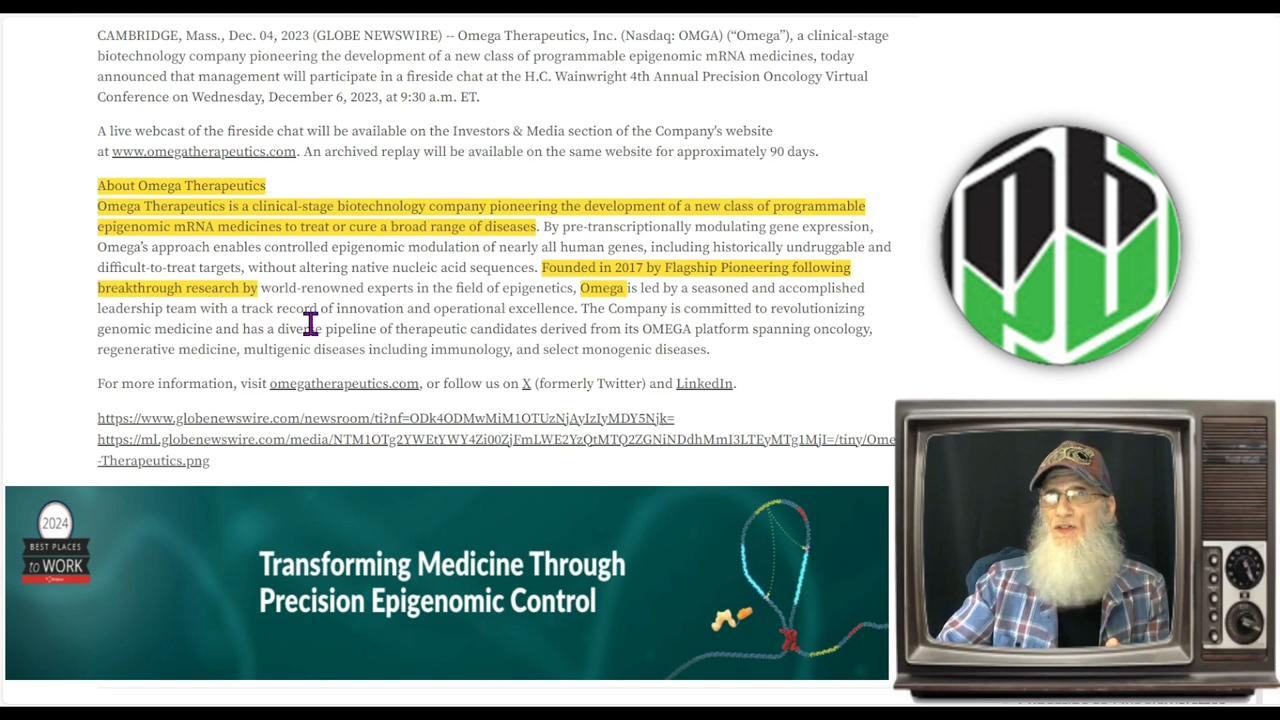 CAMBRIDGE, Mass., Dec. 04, 2023 (GLOBE NEWSWIRE) -- Omega Therapeutics, Inc. (Nasdaq: OMGA) (“Omega”), a clinical-stage
biotechnology company pioneering the development of a new class of programmable epigenomic mRNA medicines, today
announced that management will participate in a fireside chat at the H.C. Wainwright 4th Annual Precision Oncology Virtual
Conference on Wednesday, December 6, 2023, at 9:30 a.m. ET.
A live webcast of the fireside chat will be available on the Investors & Media section of the Company's website
at www.omegatherapeutics.com. An archived replay will be available on the same website for approximately 90 days.
About Omega Therapeutics
Omega Therapeutics is a clinical-stage biotechnology company pioneering the development of a new class of programmable
epigenomic mRNA medicines to treat or cure a broad range of diseases. By pre-transcriptionally modulating gene expression,
Omega’s approach enables controlled epigenomic modulation of nearly all human genes, including historically undruggable and
difficult-to-treat targets, without altering native nucleic acid sequences. Founded in 2017 by Flagship Pioneering following
breakthrough research by world-renowned experts in the field of epigenetics, Omega is led by a seasoned and accomplished
leadership team with a track record of innovation and operational excellence. The Company is committed to revolutionizing
genomic medicine and has a diverse pipeline of therapeutic candidates derived from its OMEGA platform spanning oncology,
regenerative medicine, multigenic diseases including immunology, and select monogenic diseases.
For more information, visit omegatherapeutics.com, or follow us on X (formerly Twitter) and LinkedIn.
https://www.globenewswire.com/newsroom/ti?nf=ODk4ODMwMiM1OTUzNjAyIzIyMDY5Njk=
https://ml.globenewswire.com/media/NTM1OTg2YWEtYWY4Zi00ZjFmLWE2YzQtMTQ2ZGNiNDdhMmI3LTEyMTg1MjI=/tiny/Ome
-Therapeutics.png
2024
BEST PLACES
to WORK
Transforming Medicine Through
Precision Epigenomic Control